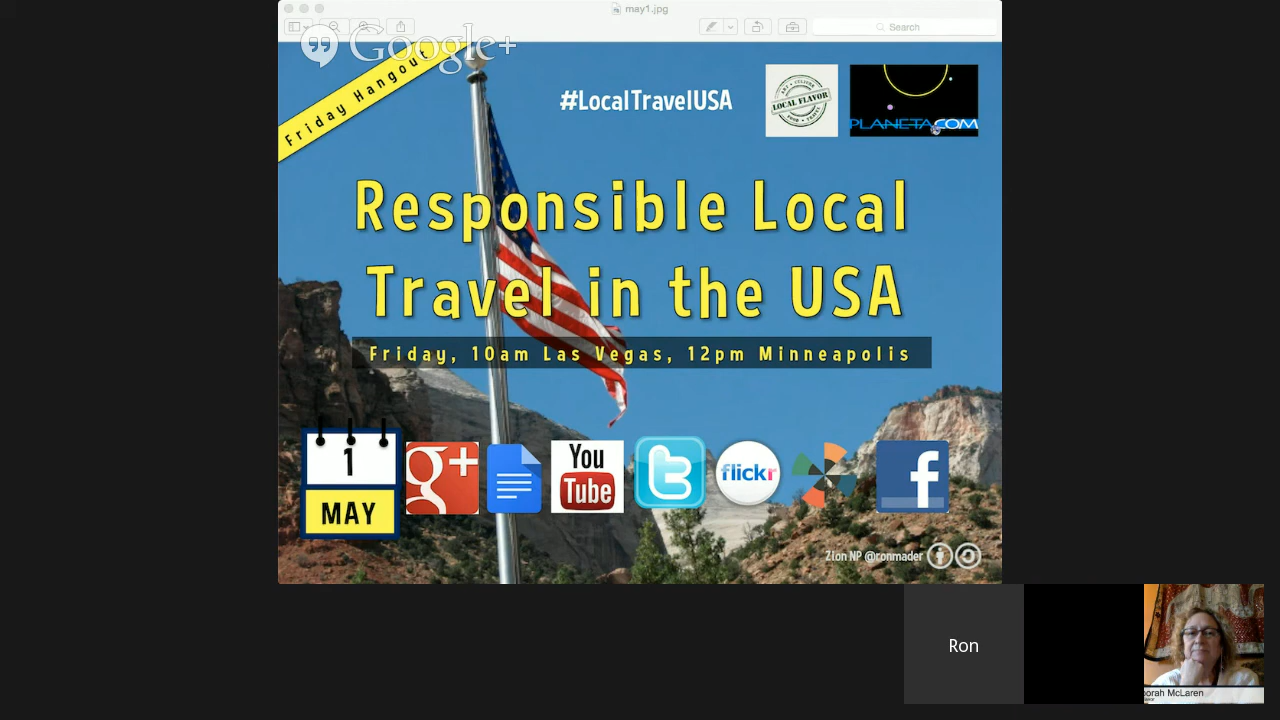 may1.jpg
Search
Google+
Friday Hangout
#LocalTravelUSA
LOCAL FLAVOR
PLANETA.COM
Responsible Local
Travel in the USA
Friday, 10am Las Vegas, 12pm Minneapolis
1
MAY
g+
You
Tube
t
flickr
f
Zion NP @ronmader
Ron
orah McLaren